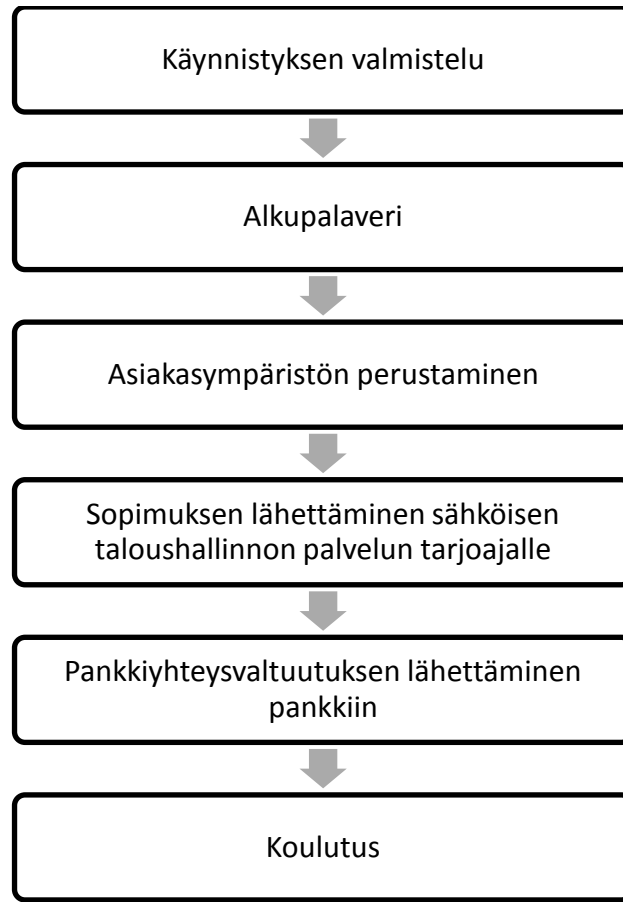 Käynnistyksen valmistelu
Alkupalaveri
Asiakasympäristön perustaminen
Sopimuksen lähettäminen sähköisen
taloushallinnon palvelun tarjoajalle
Pankkiyhteysvaltuutuksen lähettäminen
pankkiin
Koulutus